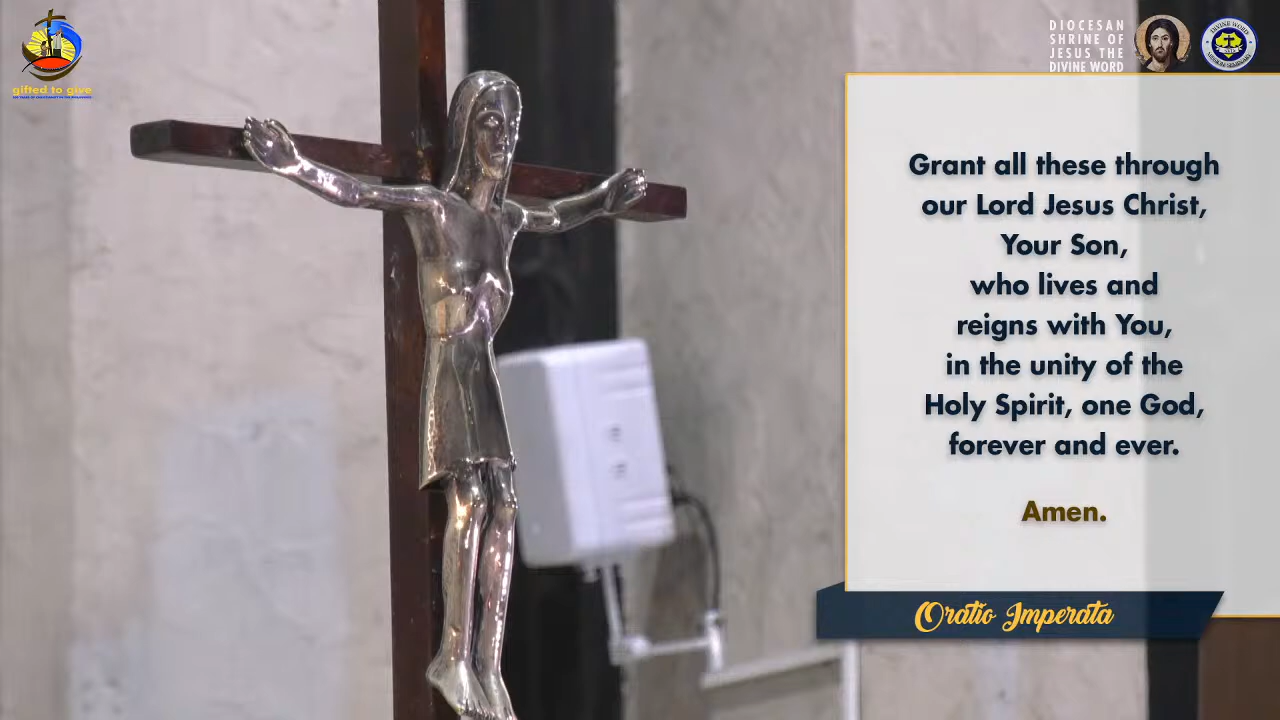 gifted to give
DIOCESAN
SHRINE OF
JESUS THE
DIVINE WORD
Grant all these through
our Lord Jesus Christ,
Your Son,
who lives and
reigns with You,
in the unity of the
Holy Spirit, one God,
forever and ever.
Amen.
Oratio Imperata